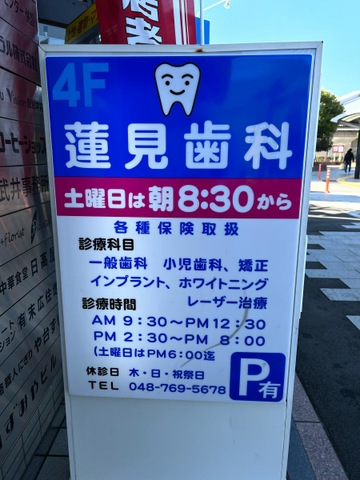 4F
蓮見歯科
土曜日は朝8:30から
各種保険取扱
診療科目
一般歯科 小児歯科、矯正
インプラント、ホワイトニング
レーザー治療
診療時間
AM 9:30～PM12:30
PM 2:30～PM 8:00
(土曜日はPM6:00迄
休診日 木・日・祝祭日
TEL 048-769-5678
P有